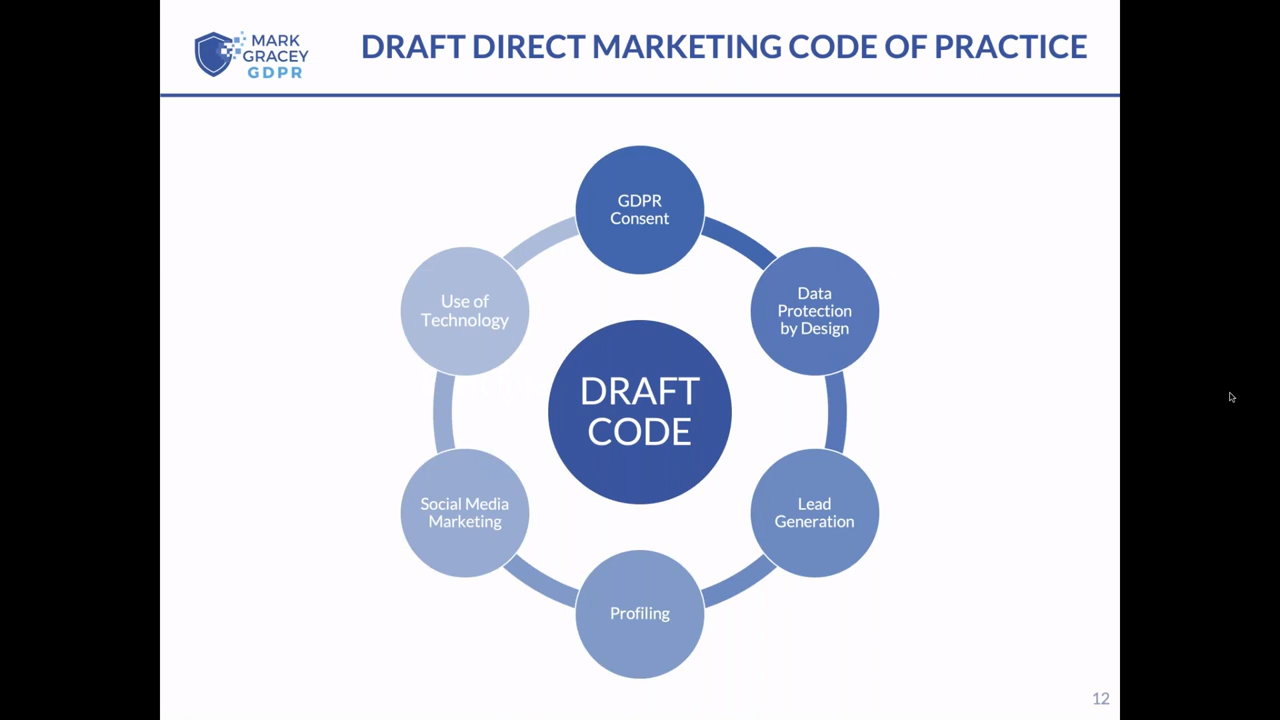 MARK
GRACEY
GDPR
DRAFT DIRECT MARKETING CODE OF PRACTICE
GDPR
Consent
Data
Protection
by Design
Lead
Generation
Profiling
Social Media
Marketing
Use of
Technology
DRAFT
CODE
12